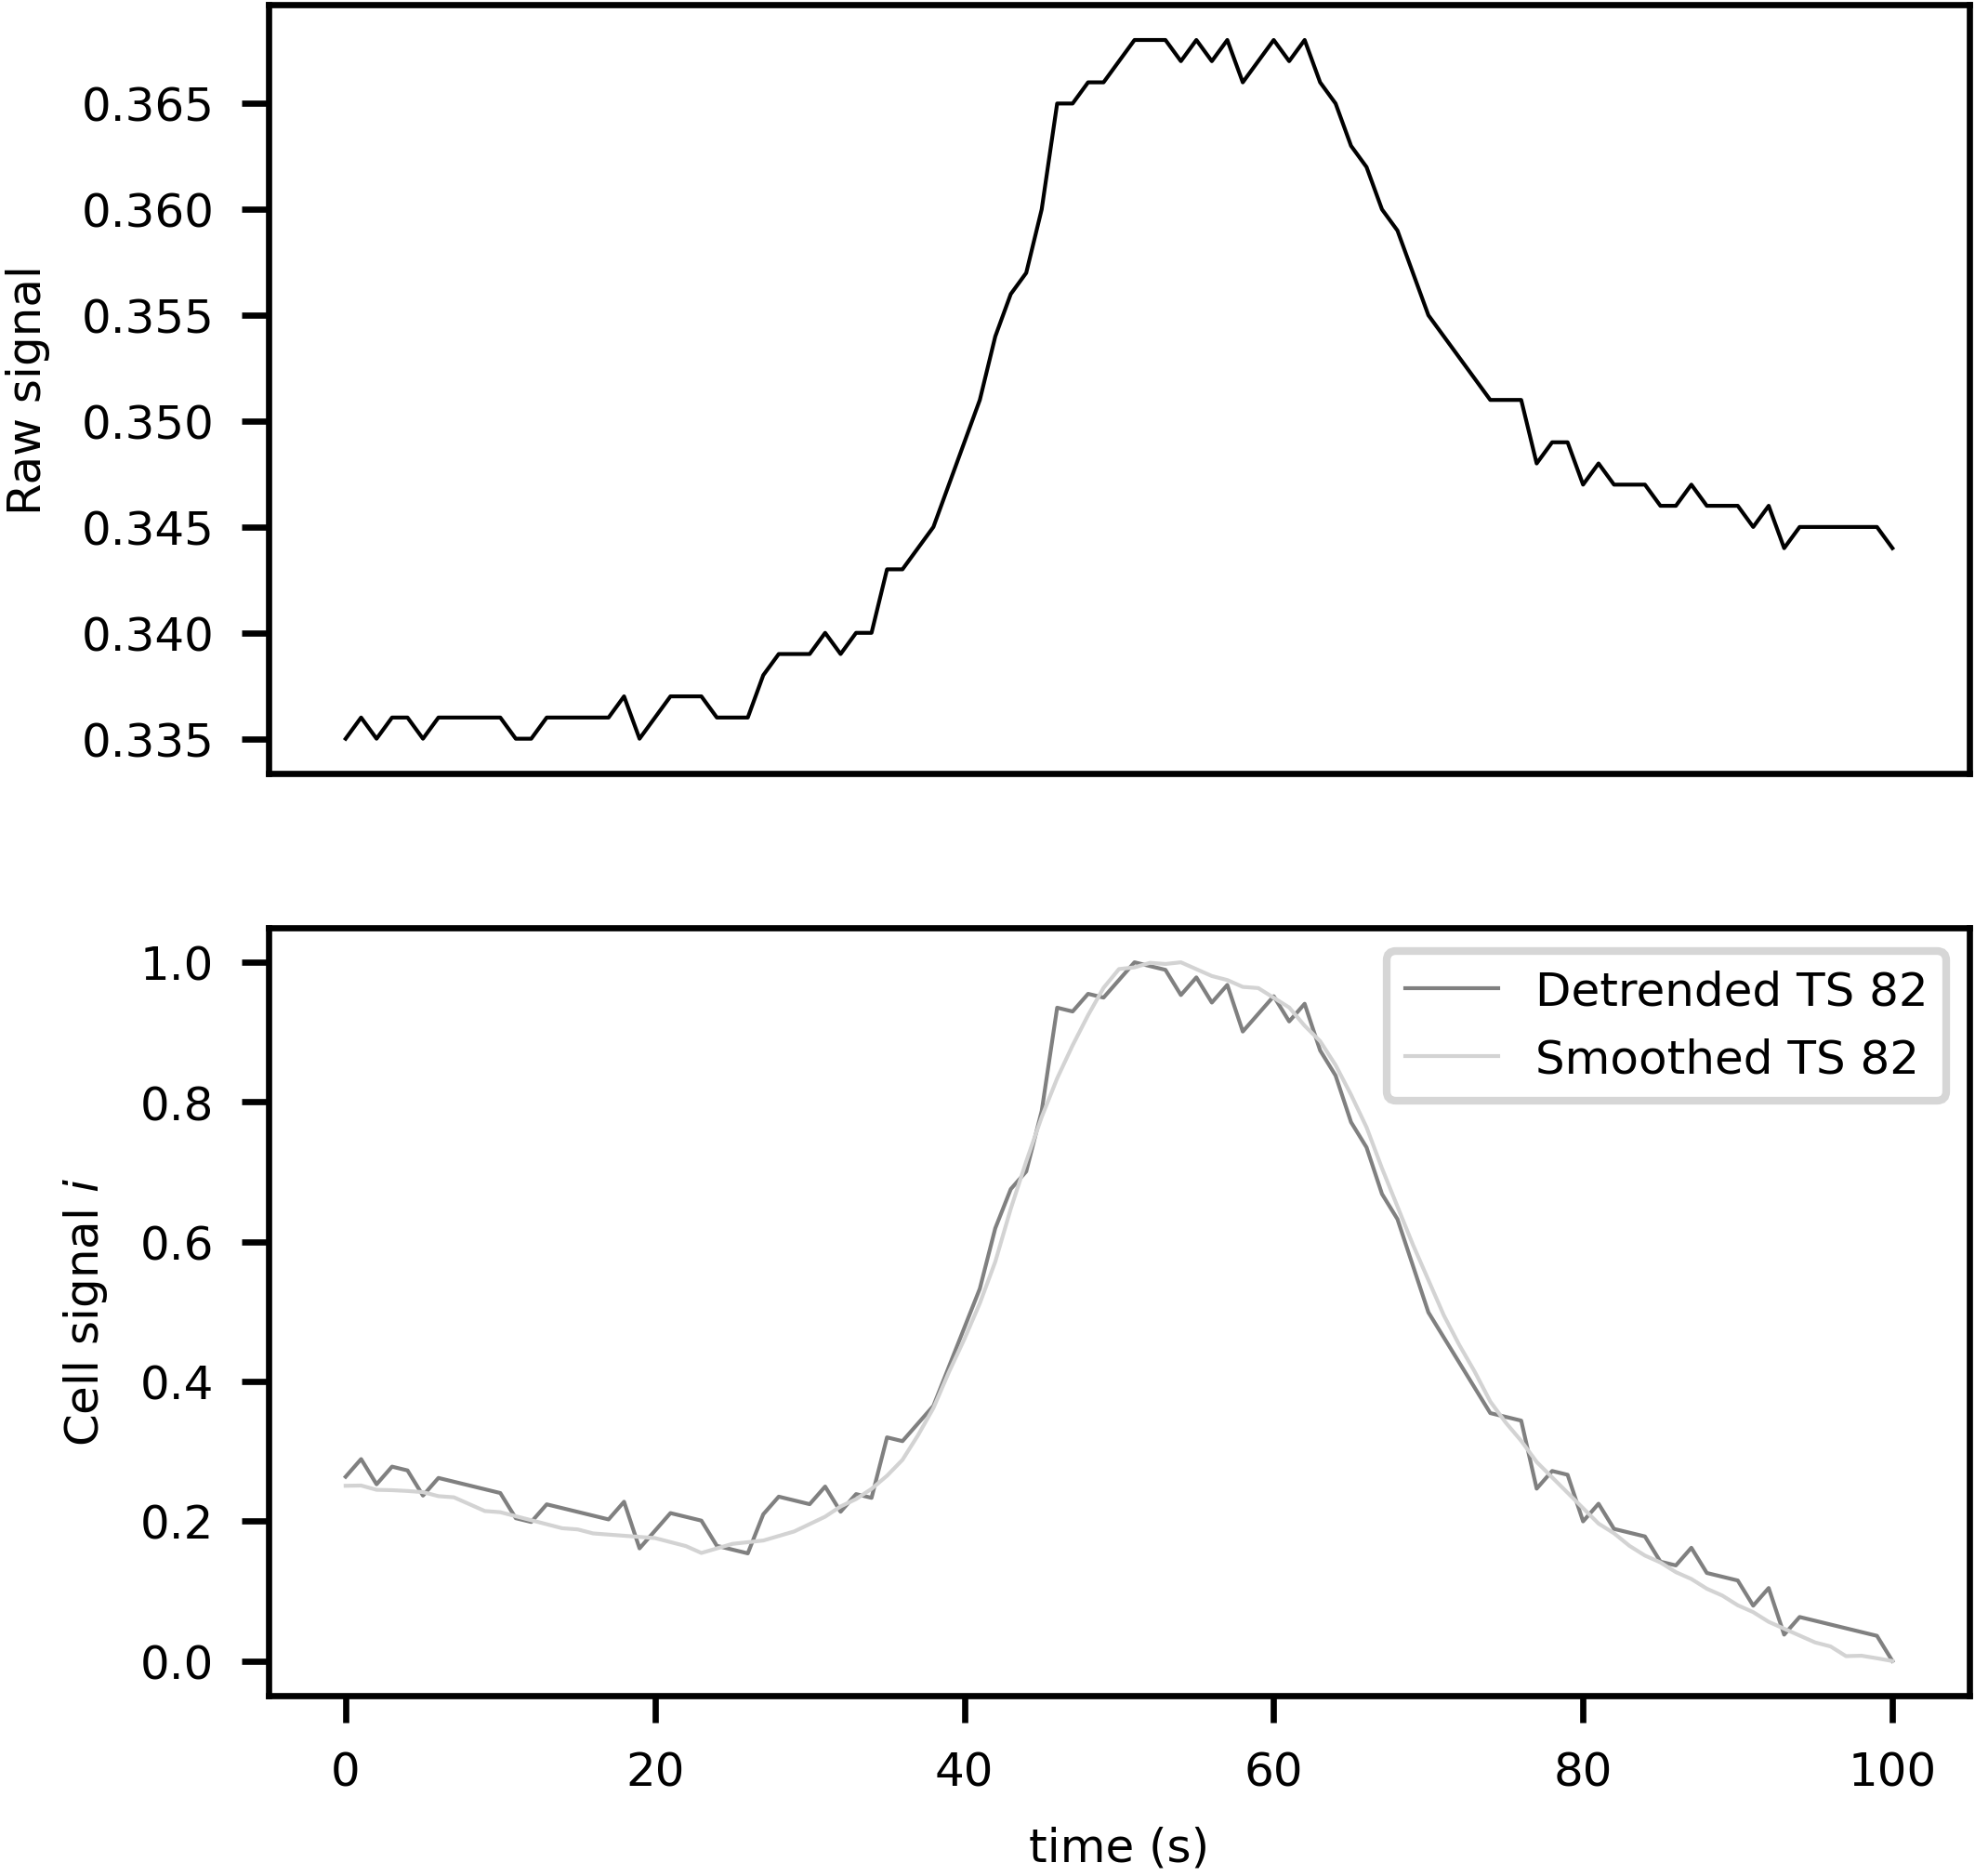 Raw signal
0.365
0.360
0.355
0.350
0.345
0.340
0.335
Cell signal i
1.0
0.8
0.6
0.4
0.2
0.0
Detrended TS 82
Smoothed TS 82
0 20 40 60 80 100
time (s)